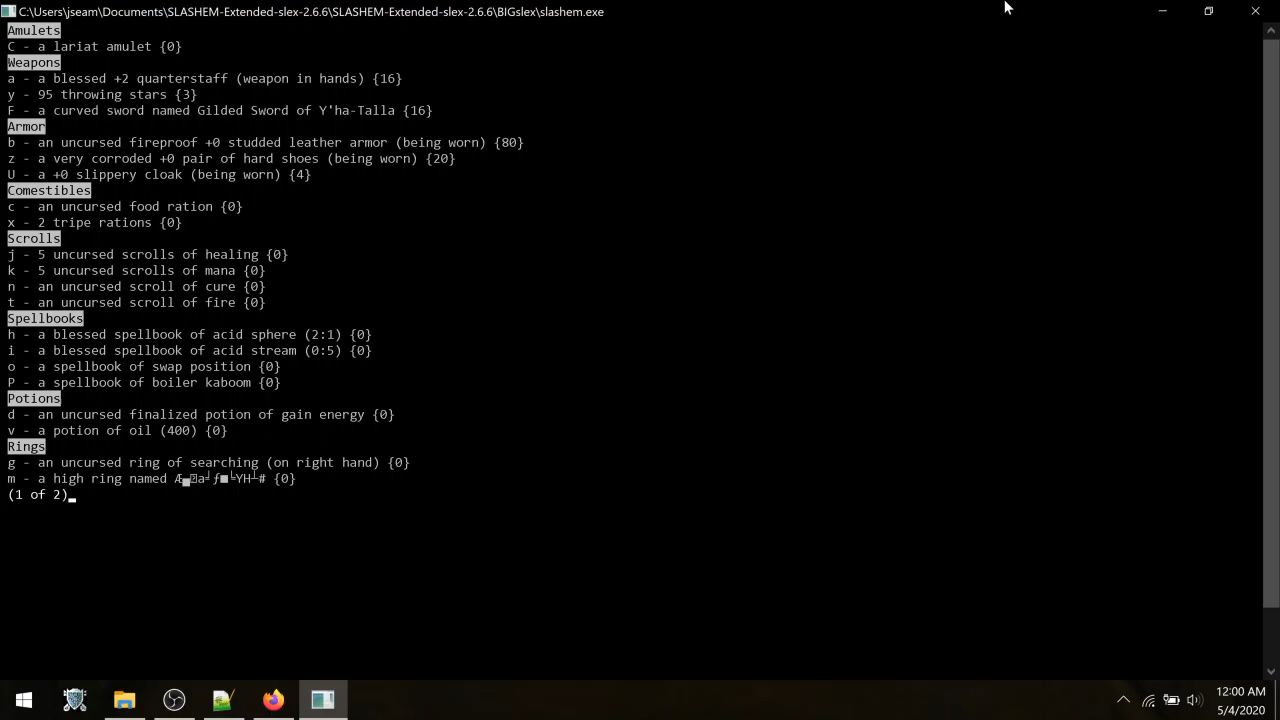 C:\Users\jseam\Documents\SLASHEM-Extended-slex-2.6.6\SLASHEM-Extended-slex-2.6.6\BIGslex\slashem.exe
Amulets
C - a lariat amulet {0}
Weapons
a - a blessed +2 quarterstaff (weapon in hands) {16}
y - 95 throwing stars {3}
F - a curved sword named Gilded Sword of Y'ha-Talla {16}
Armor
b - an uncursed fireproof +0 studded leather armor (being worn) {80}
z - a very corroded +0 pair of hard shoes (being worn) {20}
U - a +0 slippery cloak (being worn) {4}
Comestibles
c - an uncursed food ration {0}
x - 2 tripe rations {0}
Scrolls
j - 5 uncursed scrolls of healing {0}
k - 5 uncursed scrolls of mana {0}
n - an uncursed scroll of cure {0}
t - an uncursed scroll of fire {0}
Spellbooks
h - a blessed spellbook of acid sphere (2:1) {0}
i - a blessed spellbook of acid stream (0:5) {0}
o - a spellbook of swap position {0}
P - a spellbook of boiler kaboom {0}
Potions
d - an uncursed finalized potion of gain energy {0}
v - a potion of oil (400) {0}
Rings
g - an uncursed ring of searching (on right hand) {0}
m - a high ring named {0}
(1 of 2)
12:00 AM
5/4/2020